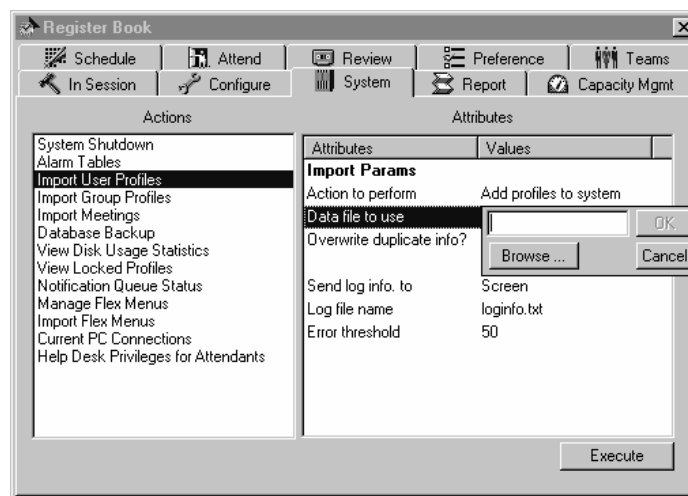 Register Book
Schedule Attend Review Preference Teams
In Session Configure System Report Capacity Mgmt
Actions Attributes
System Shutdown
Alarm Tables
Import User Profiles
Import Group Profiles
Import Meetings
Database Backup
View Disk Usage Statistics
View Locked Profiles
Notification Queue Status
Manage Flex Menus
Import Flex Menus
Current PC Connections
Help Desk Privileges for Attendants
Attributes Values
Import Params
Action to perform Add profiles to system
Data file to use OK
Overwrite duplicate info? Browse ... Cancel
Send log info. to Screen
Log file name loginfo.txt
Error threshold 50
Execute